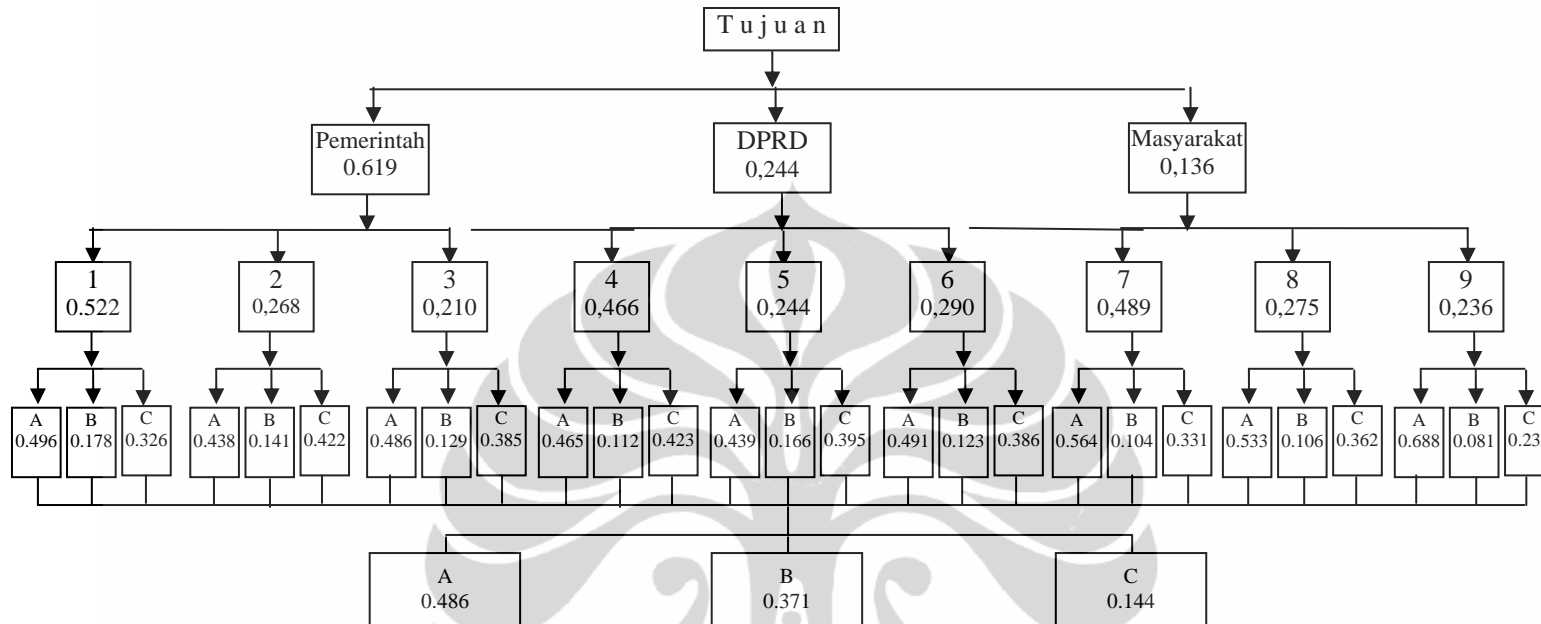 T u j u a n
Pemerintah
0.619
DPRD
0,244
Masyarakat
0,136
1
0.522
2
0,268
3
0,210
4
0,466
5
0,244
6
0,290
7
0,489
8
0,275
9
0,236
A
0.496
B
0.178
C
0.326
A
0.438
B
0.141
C
0.422
A
0.486
B
0.129
C
0.385
A
0.465
B
0.112
C
0.423
A
0.439
B
0.166
C
0.395
A
0.491
B
0.123
C
0.386
A
0.564
B
0.104
C
0.331
A
0.533
B
0.106
C
0.362
A
0.688
B
0.081
C
0.23
A
0.486
B
0.371
C
0.144